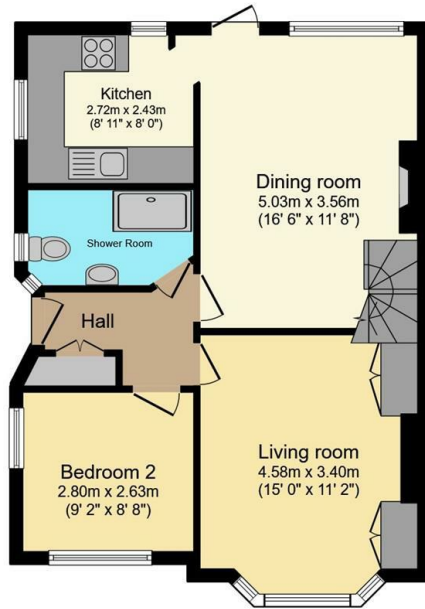 Kitchen
2.72m x 2.43m
(8' 11" x 8' 0")
Dining room
5.03m x 3.56m
(16' 6" x 11' 8")
Shower Room
Hall
Living room
4.58m x 3.40m
(15' 0" x 11' 2")
Bedroom 2
2.80m x 2.63m
(9' 2" x 8' 8")